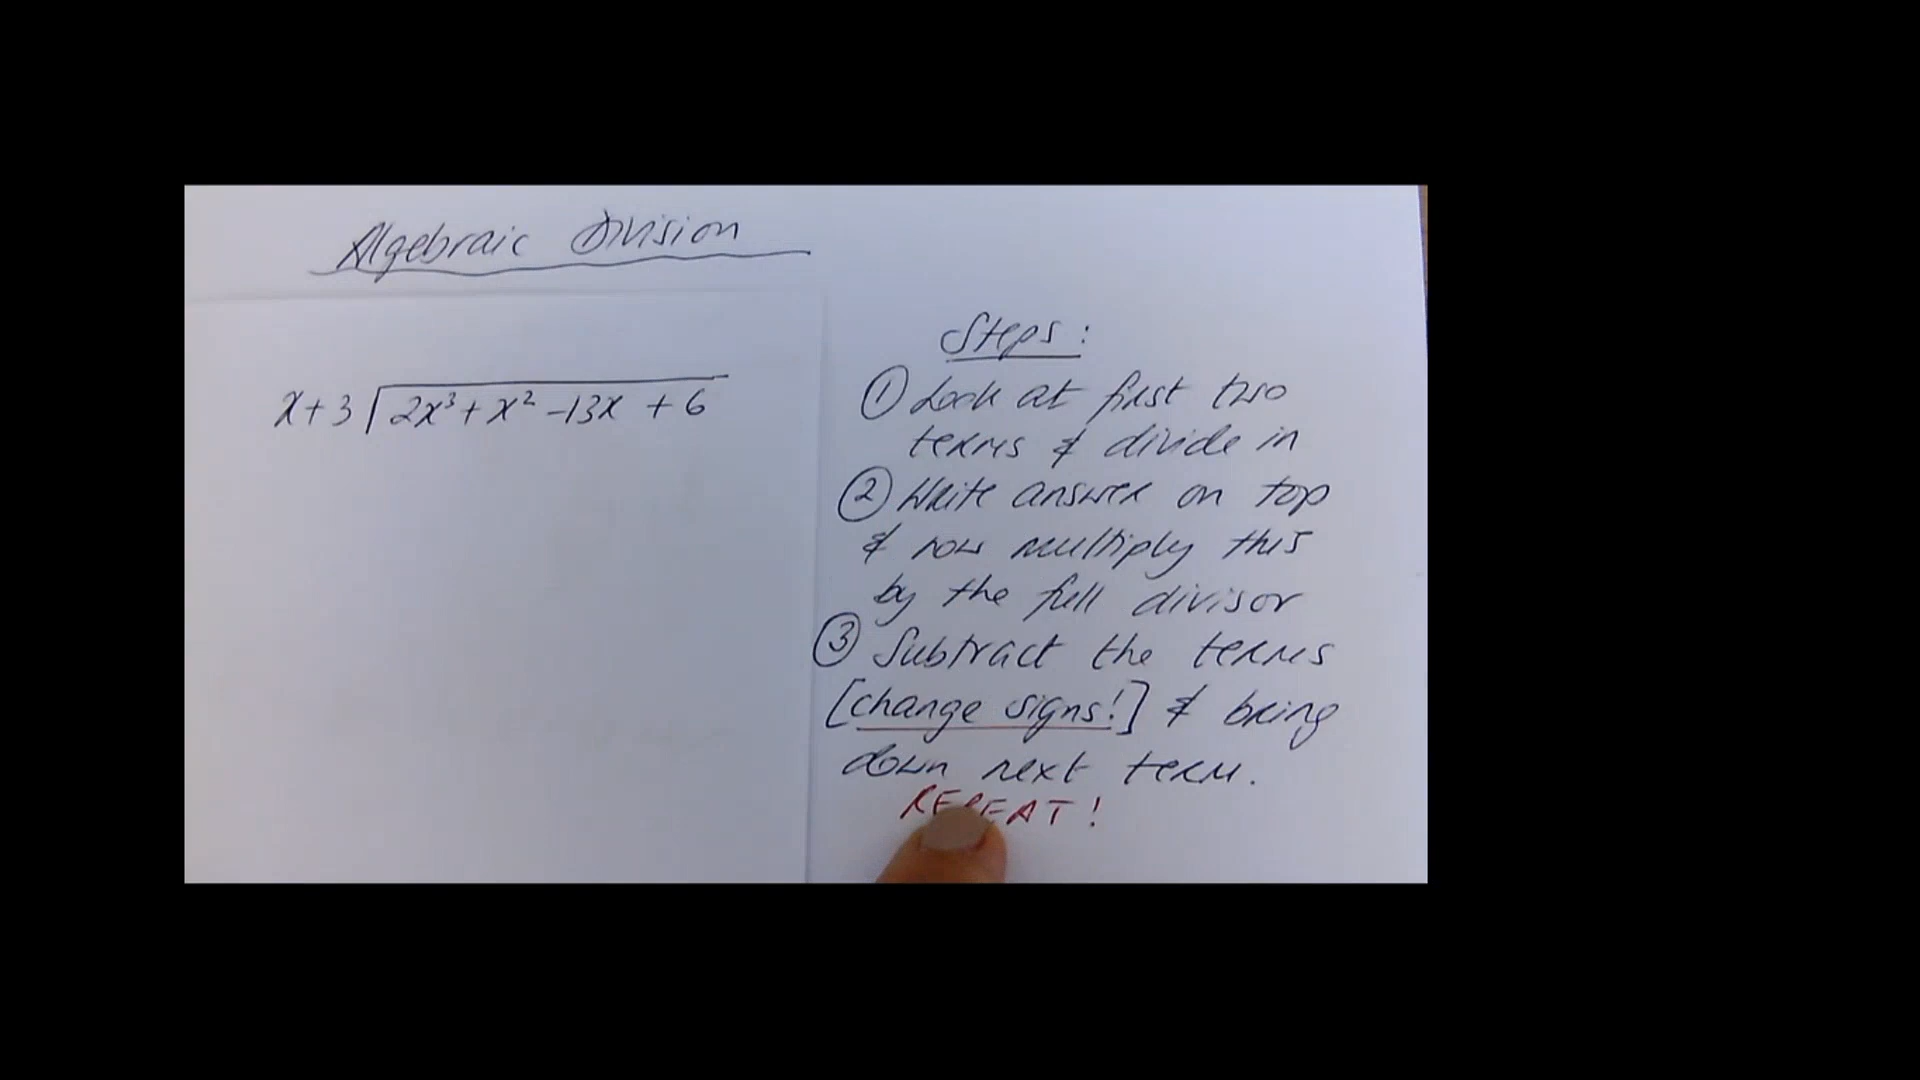 Algebraic Division
x+3 √2x³ + x² -13x + 6
Steps:
① Look at first two
terms & divide in
② Write answer on top
& now multiply this
by the full divisor
③ Subtract the terms
[change signs!] & bring
down next term.
REPEAT!